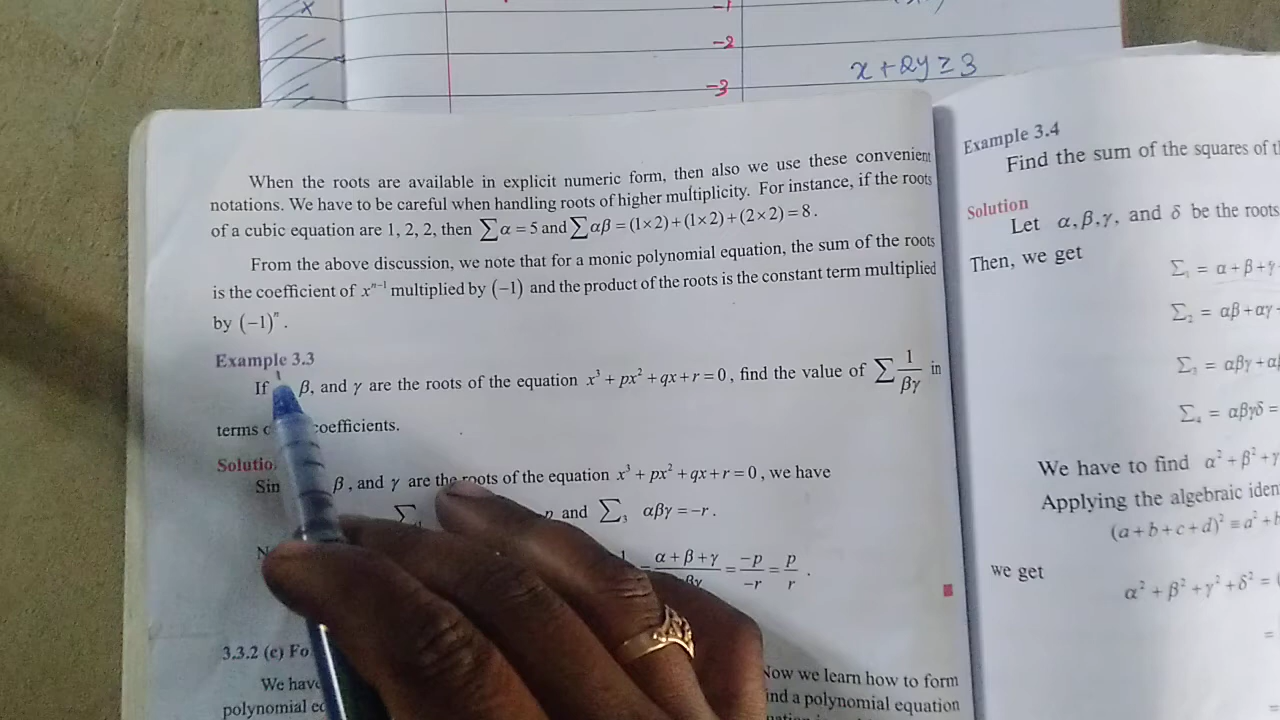 -1
-2
x + 2y ≥ 3
-3
When the roots are available in explicit numeric form, then also we use these convenient
notations. We have to be careful when handling roots of higher multiplicity. For instance, if the roots
of a cubic equation are 1, 2, 2, then ∑α = 5 and ∑αβ = (1×2)+(1×2)+(2×2) = 8.
From the above discussion, we note that for a monic polynomial equation, the sum of the roots
is the coefficient of xⁿ⁻¹ multiplied by (−1) and the product of the roots is the constant term multiplied
by (−1)ⁿ.
Example 3.3
If β, and γ are the roots of the equation x³ + px² + qx + r = 0, find the value of ∑ 1/βγ in
terms coefficients.
Solution
β, and γ are the roots of the equation x³ + px² + qx + r = 0, we have
∑ and ∑₃ αβγ = −r.
α+β+γ = −p/−r = p/r.
3.3.2 (c)
We have Now we learn how to form
polynomial a polynomial equation
Example 3.4
Find the sum of the squares of
Solution
Let α, β, γ, and δ be the roots
Then, we get
∑₁ = α + β + γ
∑₂ = αβ + αγ
∑₃ = αβγ +
∑₄ = αβγδ =
We have to find α² + β² + γ
Applying the algebraic
(a + b + c + d)² ≡ a² +
we get
α² + β² + γ² + δ² =
=
=